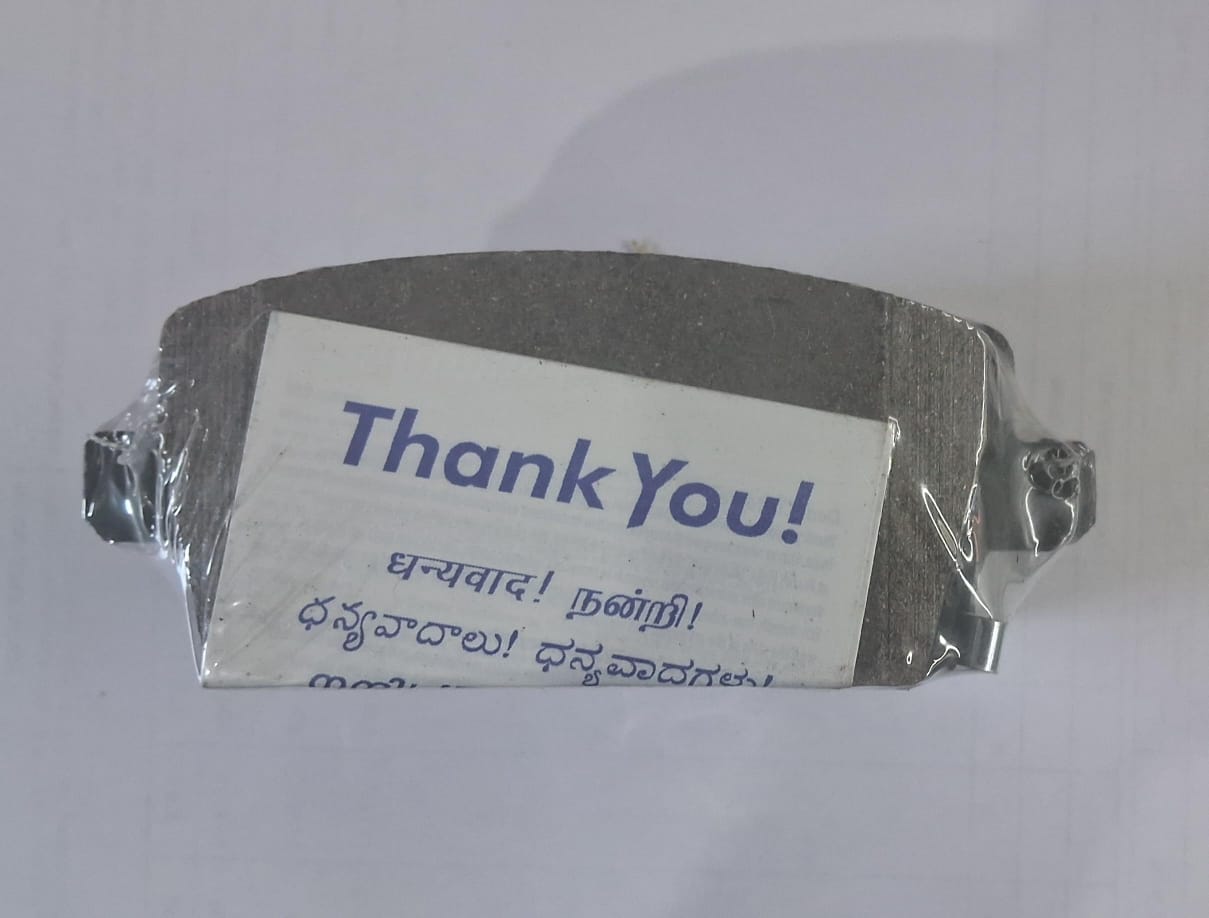 Thank You!
धन्यवाद! நன்றி!
ధన్యవాదాలు! ಧನ್ಯವಾದಗಳು!